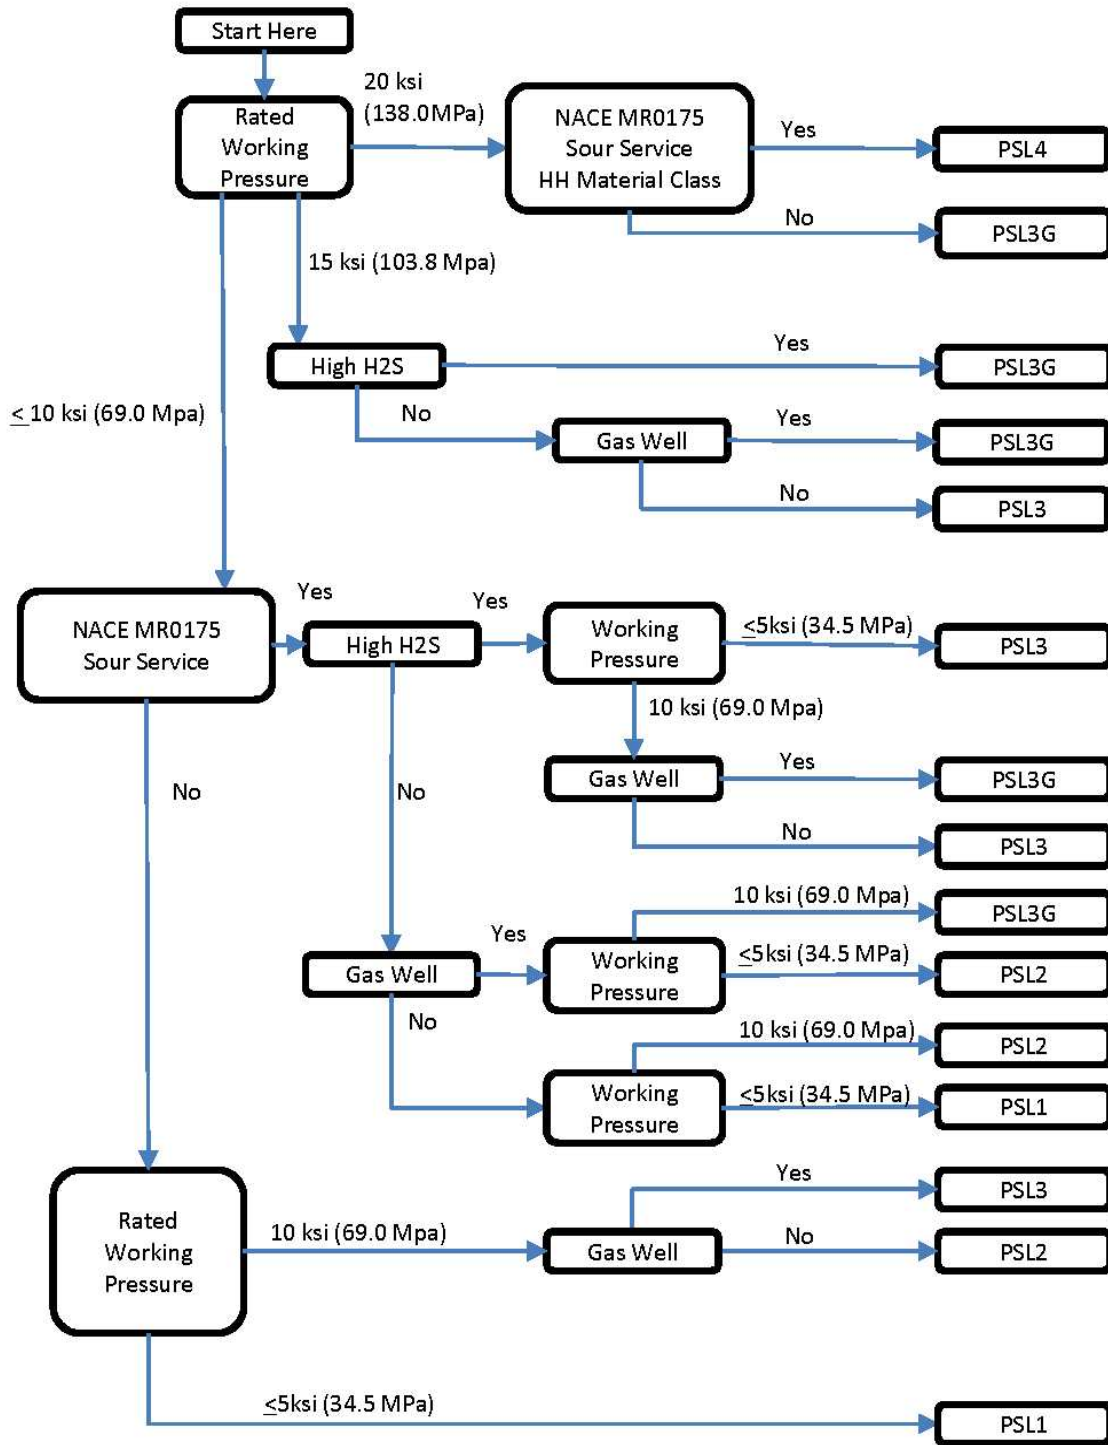 Start Here
20 ksi
(138.0MPa)
Rated
Working
Pressure
NACE MR0175
Sour Service
HH Material Class
Yes
PSL4
No
PSL3G
15 ksi (103.8 Mpa)
High H2S
Yes
PSL3G
≤ 10 ksi (69.0 Mpa)
No
Gas Well
Yes
PSL3G
No
PSL3
NACE MR0175
Sour Service
Yes
High H2S
Yes
Working
Pressure
≤5ksi (34.5 MPa)
PSL3
10 ksi (69.0 Mpa)
No
No
Gas Well
Yes
PSL3G
No
PSL3
Gas Well
Yes
Working
Pressure
10 ksi (69.0 Mpa)
PSL3G
≤5ksi (34.5 MPa)
PSL2
No
Working
Pressure
10 ksi (69.0 Mpa)
PSL2
≤5ksi (34.5 MPa)
PSL1
Rated
Working
Pressure
10 ksi (69.0 Mpa)
Gas Well
Yes
PSL3
No
PSL2
≤5ksi (34.5 MPa)
PSL1